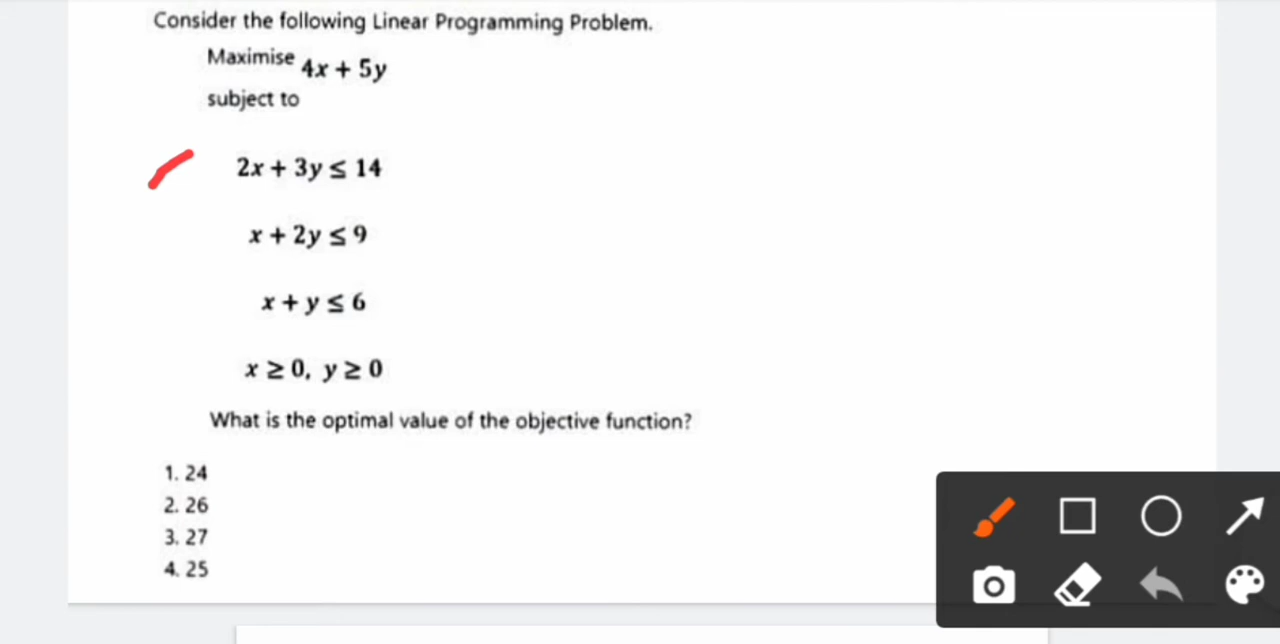 Consider the following Linear Programming Problem.
Maximise 4x + 5y
subject to
2x + 3y ≤ 14
x + 2y ≤ 9
x + y ≤ 6
x ≥ 0, y ≥ 0
What is the optimal value of the objective function?
1. 24
2. 26
3. 27
4. 25